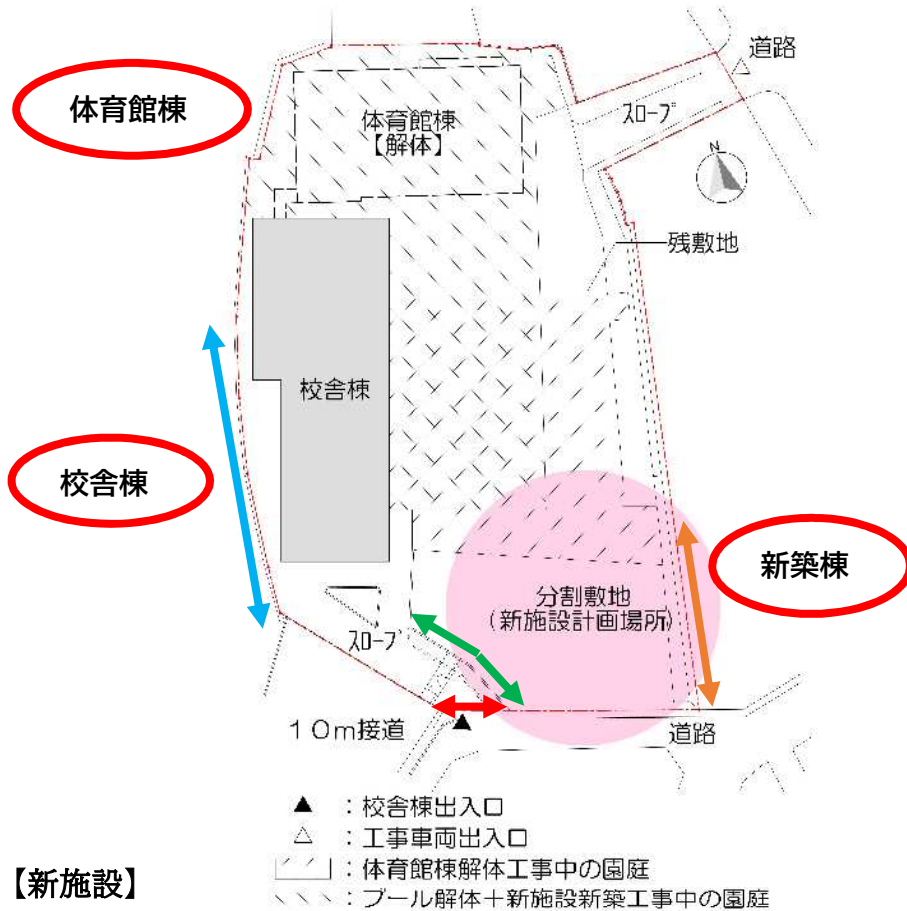 道路
体育館棟
体育館棟
【解体】
スロープ
N
残敷地
校舎棟
校舎棟
新築棟
分割敷地
(新施設計画場所)
スロープ
10m接道
道路
▲ :校舎棟出入口
△ :工事車両出入口
:体育館棟解体工事中の園庭
【新施設】
:プール解体+新施設新築工事中の園庭